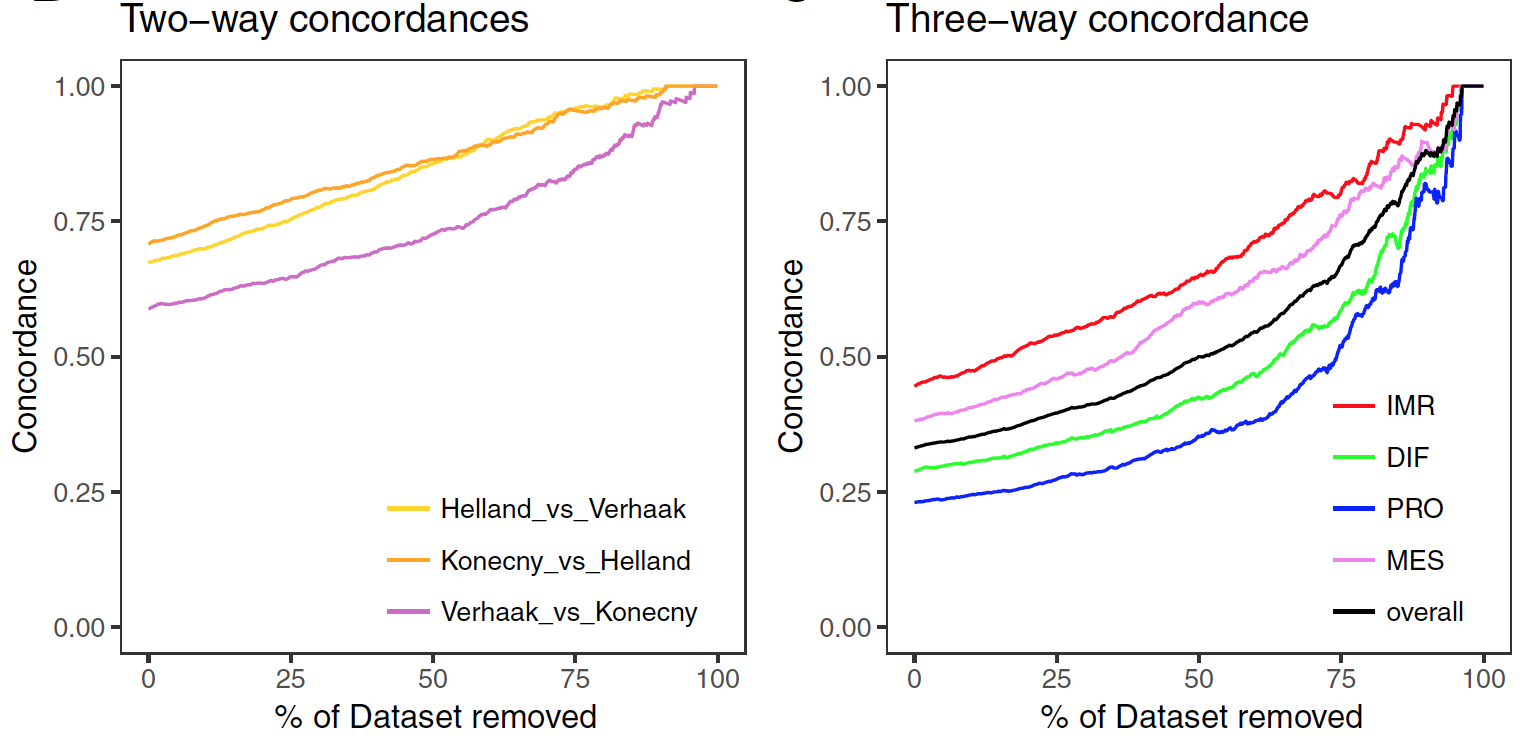 Two−way concordances
1.00
0.75
0.50
0.25
0.00
Concordance
Helland_vs_Verhaak
Konecny_vs_Helland
Verhaak_vs_Konecny
0 25 50 75 100
% of Dataset removed
Three−way concordance
1.00
0.75
0.50
0.25
0.00
Concordance
IMR
DIF
PRO
MES
overall
0 25 50 75 100
% of Dataset removed